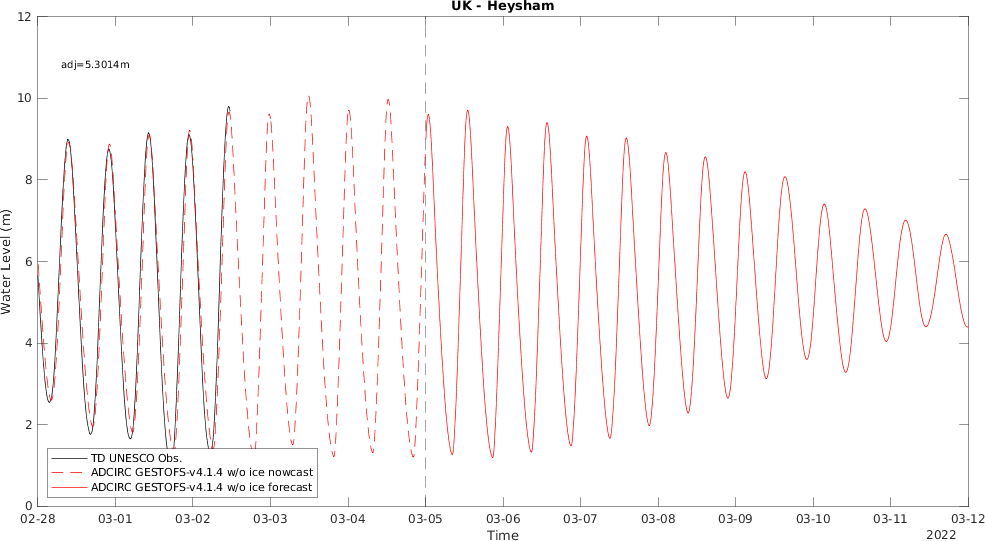 UK - Heysham
12
10
8
6
4
2
0
Water Level (m)
adj=5.3014m
TD UNESCO Obs.
ADCIRC GESTOFS-v4.1.4 w/o ice nowcast
ADCIRC GESTOFS-v4.1.4 w/o ice forecast
02-28 03-01 03-02 03-03 03-04 03-05 03-06 03-07 03-08 03-09 03-10 03-11 03-12
Time
2022